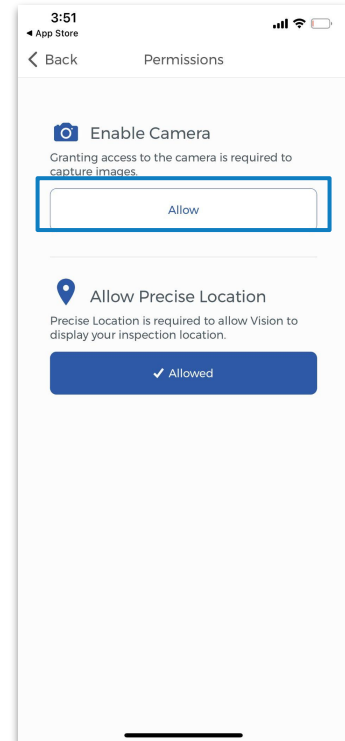 3:51
◀ App Store
Back Permissions
Enable Camera
Granting access to the camera is required to
capture images.
Allow
Allow Precise Location
Precise Location is required to allow Vision to
display your inspection location.
✓ Allowed